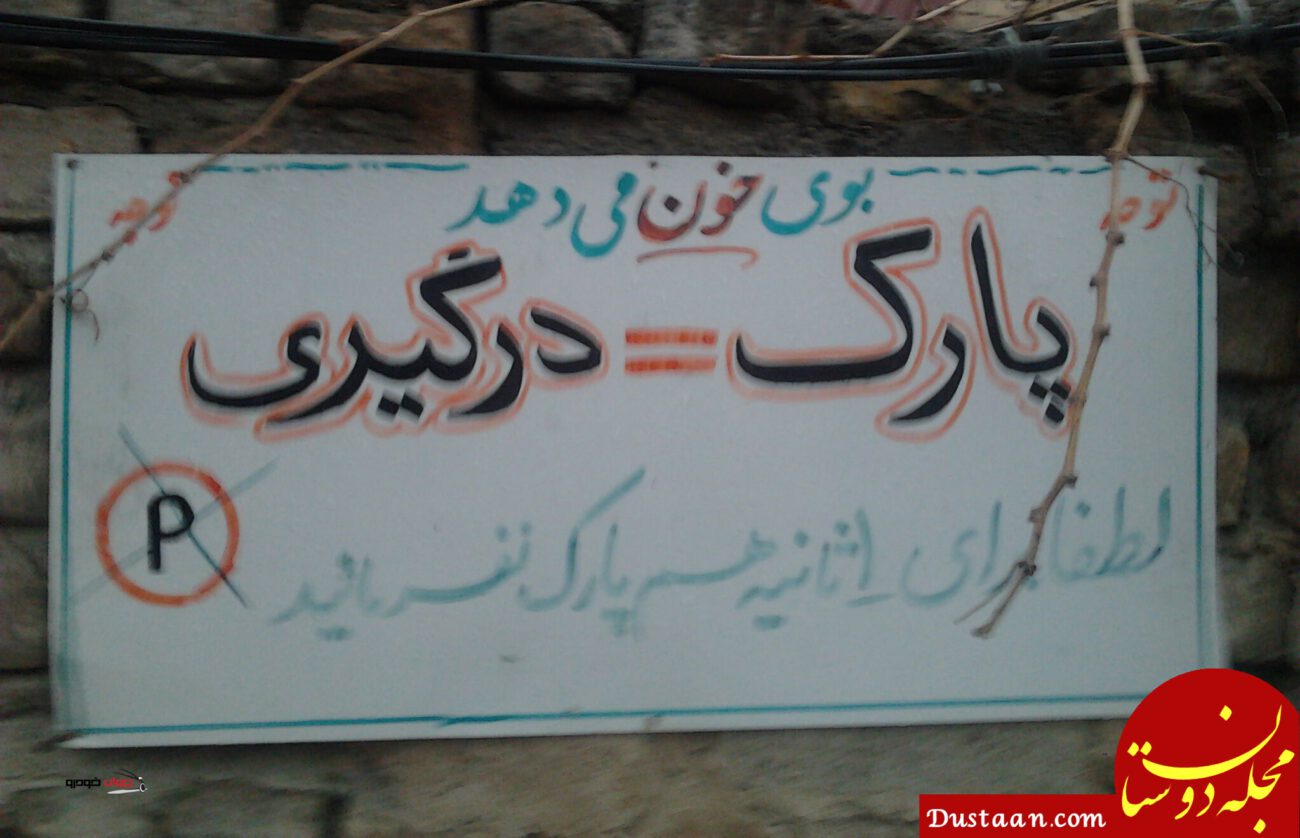 توجه بوی خون می دهد توجه
پارک = درگیری
P
لطفا برای ۱ ثانیه هم پارک نفرمائید
خودرو
مجله دوستان
Dustaan.com